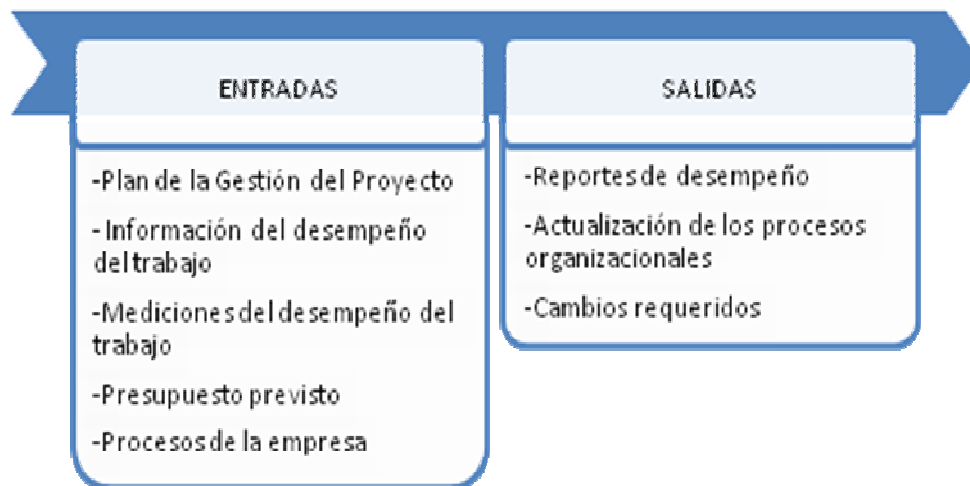 ENTRADAS
-Plan de la Gestión del Proyecto
-Información del desempeño
del trabajo
-Mediciones del desempeño del
trabajo
-Presupuesto previsto
-Procesos de la empresa
SALIDAS
-Reportes de desempeño
-Actualización de los procesos
organizacionales
-Cambios requeridos